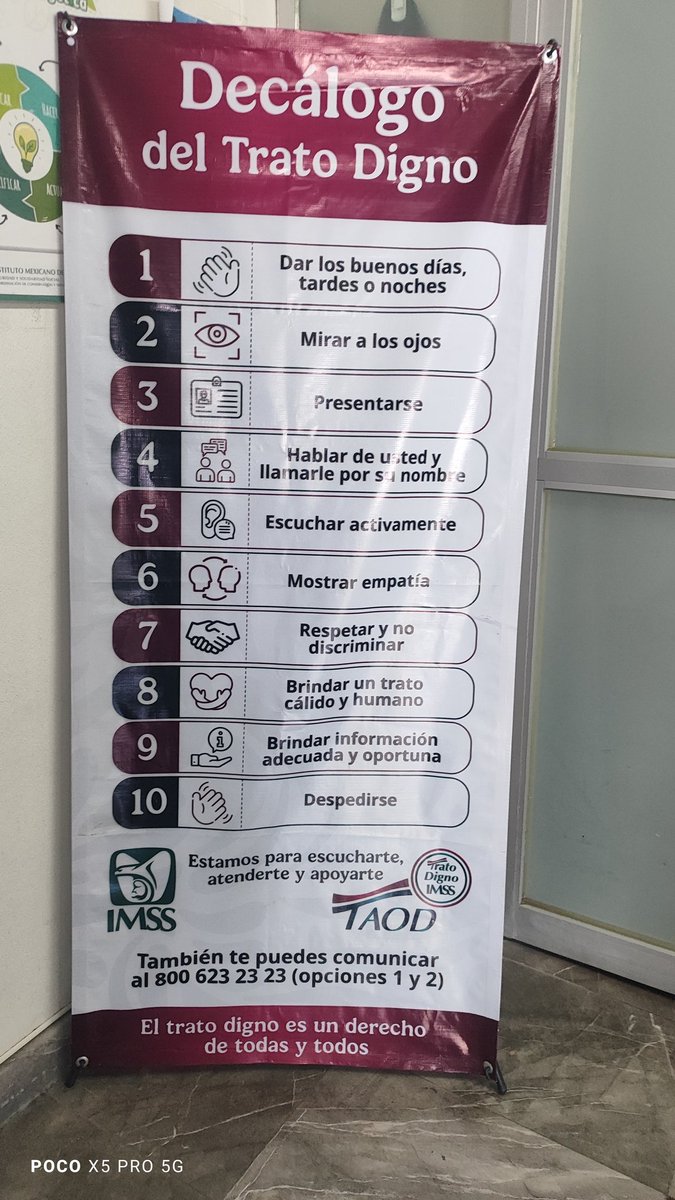 Decálogo
del Trato Digno
1
Dar los buenos días,
tardes o noches
2
Mirar a los ojos
3
Presentarse
4
Hablar de usted y
llamarle por su nombre
5
Escuchar activamente
6
Mostrar empatía
7
Respetar y no
discriminar
8
Brindar un trato
cálido y humano
9
Brindar información
adecuada y oportuna
10
Despedirse
IMSS
Estamos para escucharte,
atenderte y apoyarte
TAOD
Trato
Digno
IMSS
También te puedes comunicar
al 800 623 23 23 (opciones 1 y 2)
El trato digno es un derecho
de todas y todos
POCO X5 PRO 5G